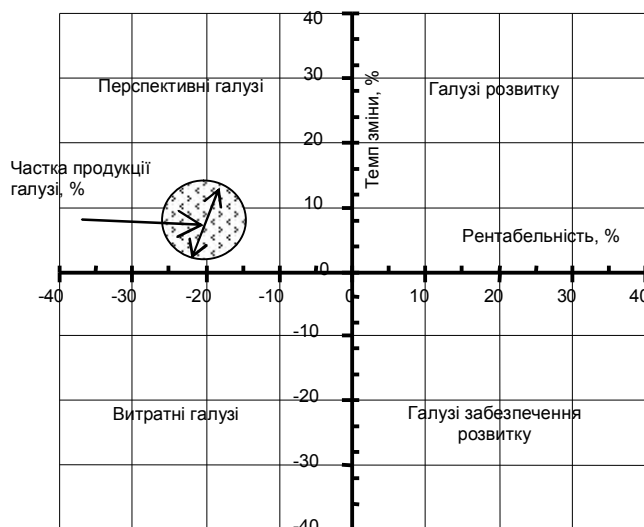 40
30
Перспективні галузі
Галузі розвитку
Темп зміни, %
20
Частка продукції
галузі, %
10
Рентабельність, %
0
-40
-30
-20
-10
0
10
20
30
40
-10
-20
Витратні галузі
Галузі забезпечення
розвитку
-30
-40